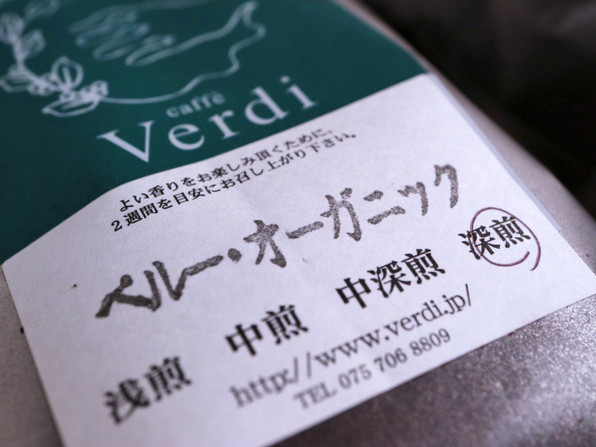 caffè
Verdi
よい香りをお楽しみ頂くために、
2週間を目安にお召し上がり下さい。
ペルー・オーガニック
浅煎 中煎 中深煎 深煎
http://www.verdi.jp/
TEL 075 706 8809